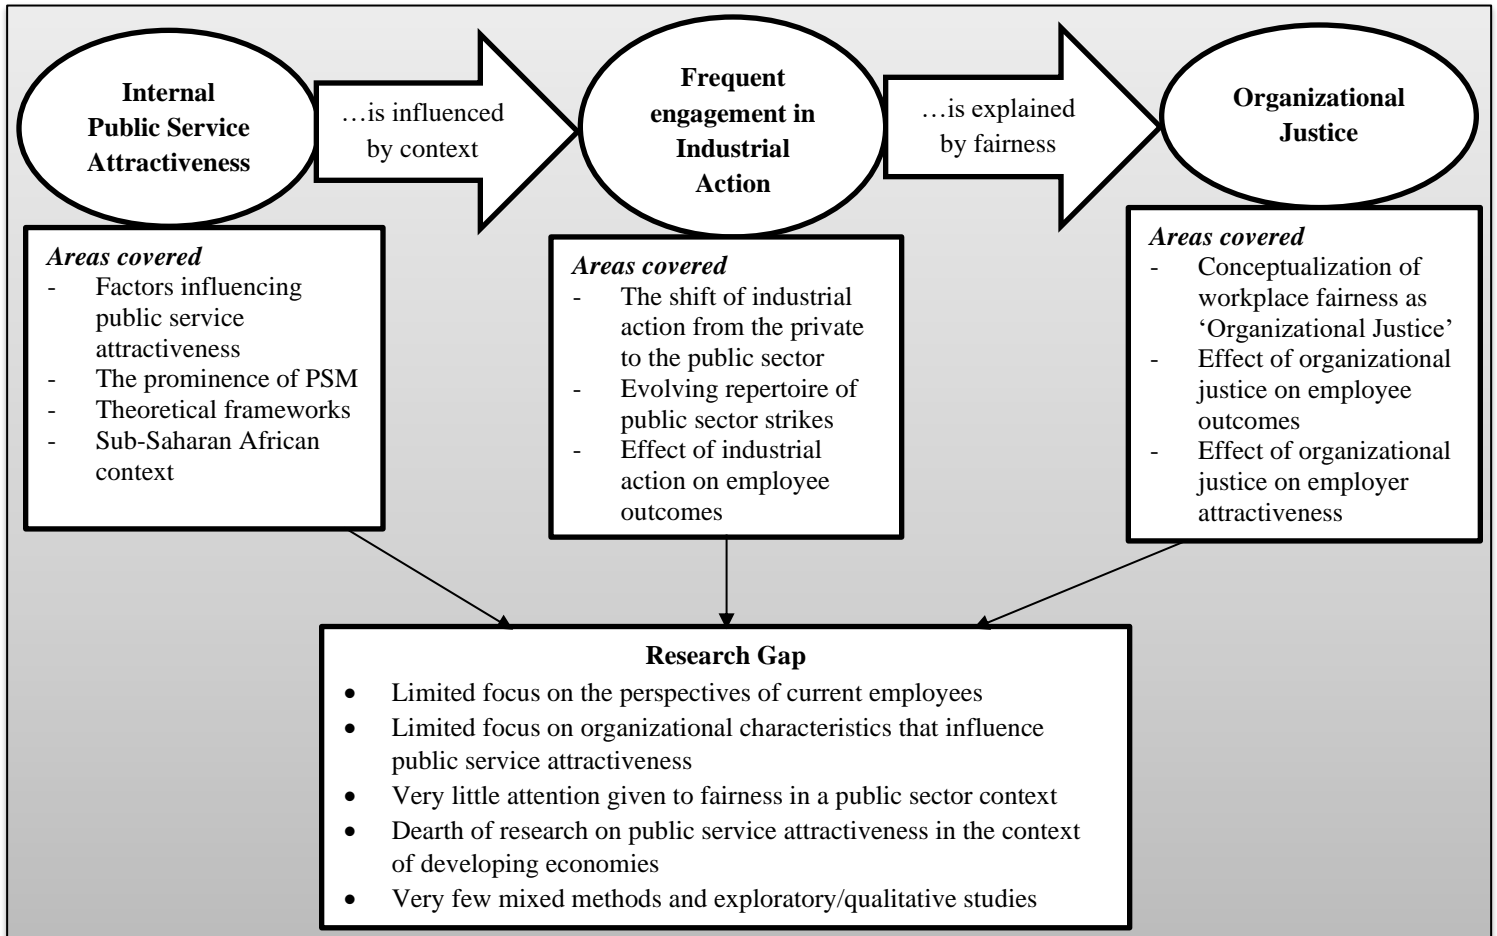 Internal
Public Service
Attractiveness
…is influenced
by context
Frequent
engagement in
Industrial
Action
…is explained
by fairness
Organizational
Justice
Areas covered
- Factors influencing
public service
attractiveness
- The prominence of PSM
- Theoretical frameworks
- Sub-Saharan African
context
Areas covered
- The shift of industrial
action from the private
to the public sector
- Evolving repertoire of
public sector strikes
- Effect of industrial
action on employee
outcomes
Areas covered
- Conceptualization of
workplace fairness as
‘Organizational Justice’
- Effect of organizational
justice on employee
outcomes
- Effect of organizational
justice on employer
attractiveness
Research Gap
• Limited focus on the perspectives of current employees
• Limited focus on organizational characteristics that influence
public service attractiveness
• Very little attention given to fairness in a public sector context
• Dearth of research on public service attractiveness in the context
of developing economies
• Very few mixed methods and exploratory/qualitative studies